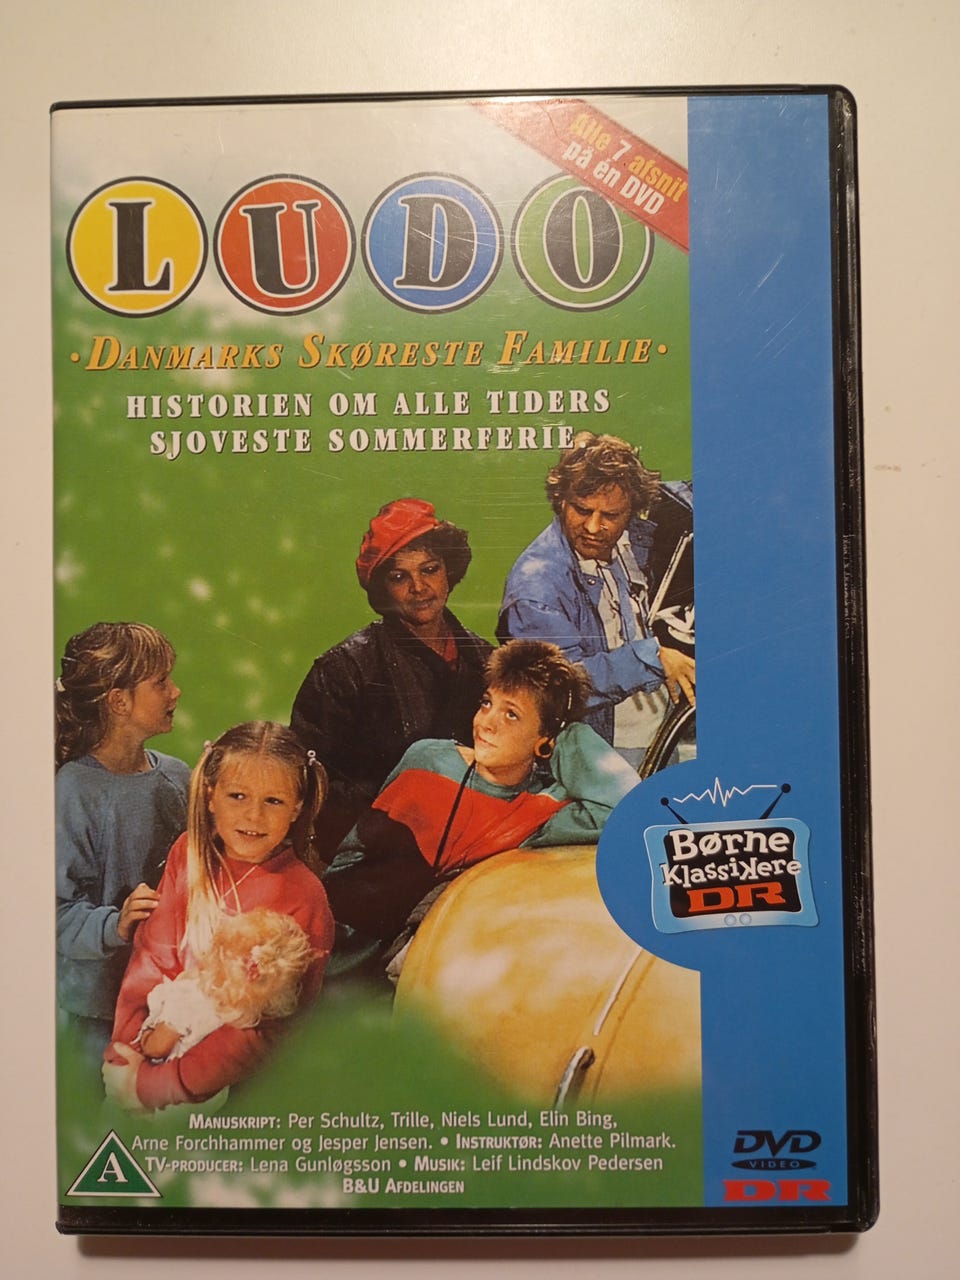 Alle 7 afsnit
på én DVD
LUDO
· DANMARKS SKØRESTE FAMILIE ·
HISTORIEN OM ALLE TIDERS
SJOVESTE SOMMERFERIE.
Børne
Klassikere
DR
MANUSKRIPT: Per Schultz, Trille, Niels Lund, Elin Bing,
Arne Forchhammer og Jesper Jensen. • INSTRUKTØR: Anette Pilmark.
TV-PRODUCER: Lena Gunløgsson • MUSIK: Leif Lindskov Pedersen
B&U AFDELINGEN
A
DVD
VIDEO
DR